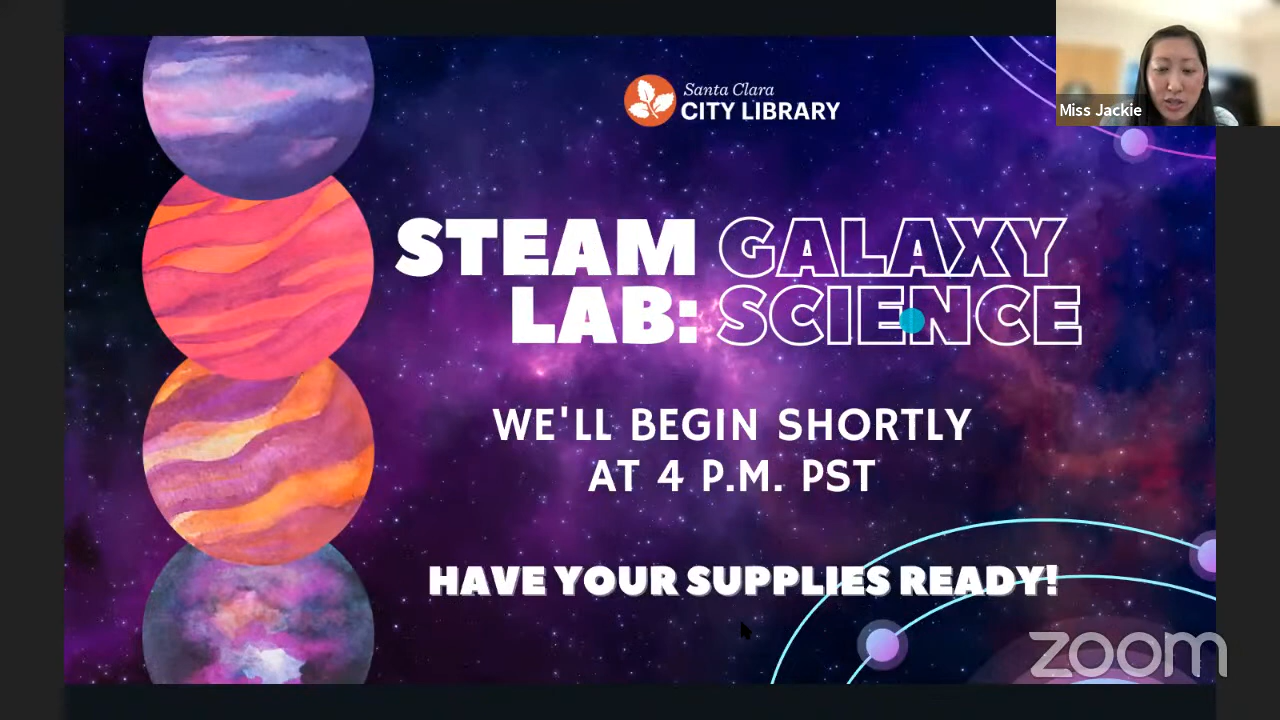 Santa Clara
CITY LIBRARY
Miss Jackie
STEAM GALAXY
LAB: SCIENCE
WE'LL BEGIN SHORTLY
AT 4 P.M. PST
HAVE YOUR SUPPLIES READY!
zoom